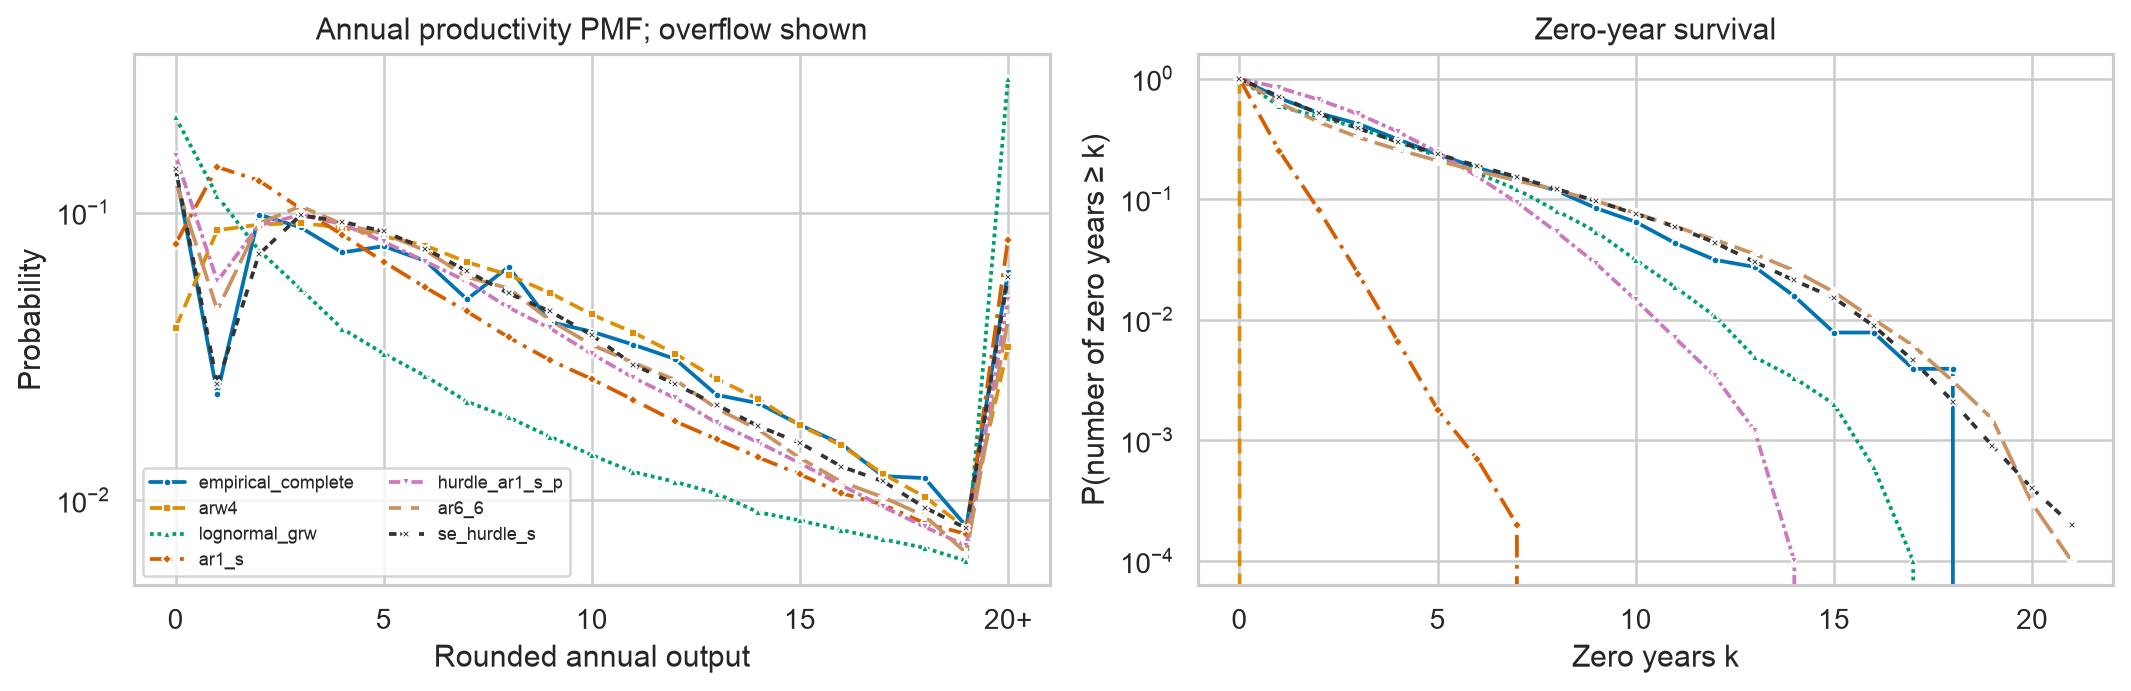 Annual productivity PMF; overflow shown
Probability
10⁻¹
10⁻²
empirical_complete
arw4
lognormal_grw
ar1_s
hurdle_ar1_s_p
ar6_6
se_hurdle_s
0 5 10 15 20+
Rounded annual output
Zero-year survival
P(number of zero years ≥ k)
10⁰
10⁻¹
10⁻²
10⁻³
10⁻⁴
0 5 10 15 20
Zero years k